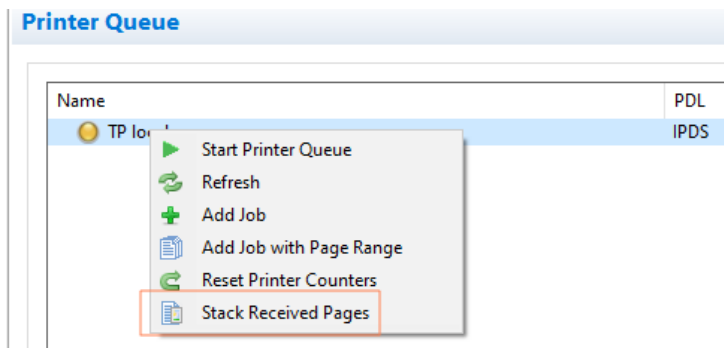 Printer Queue
Name PDL
TP IPDS
Start Printer Queue
Refresh
Add Job
Add Job with Page Range
Reset Printer Counters
Stack Received Pages